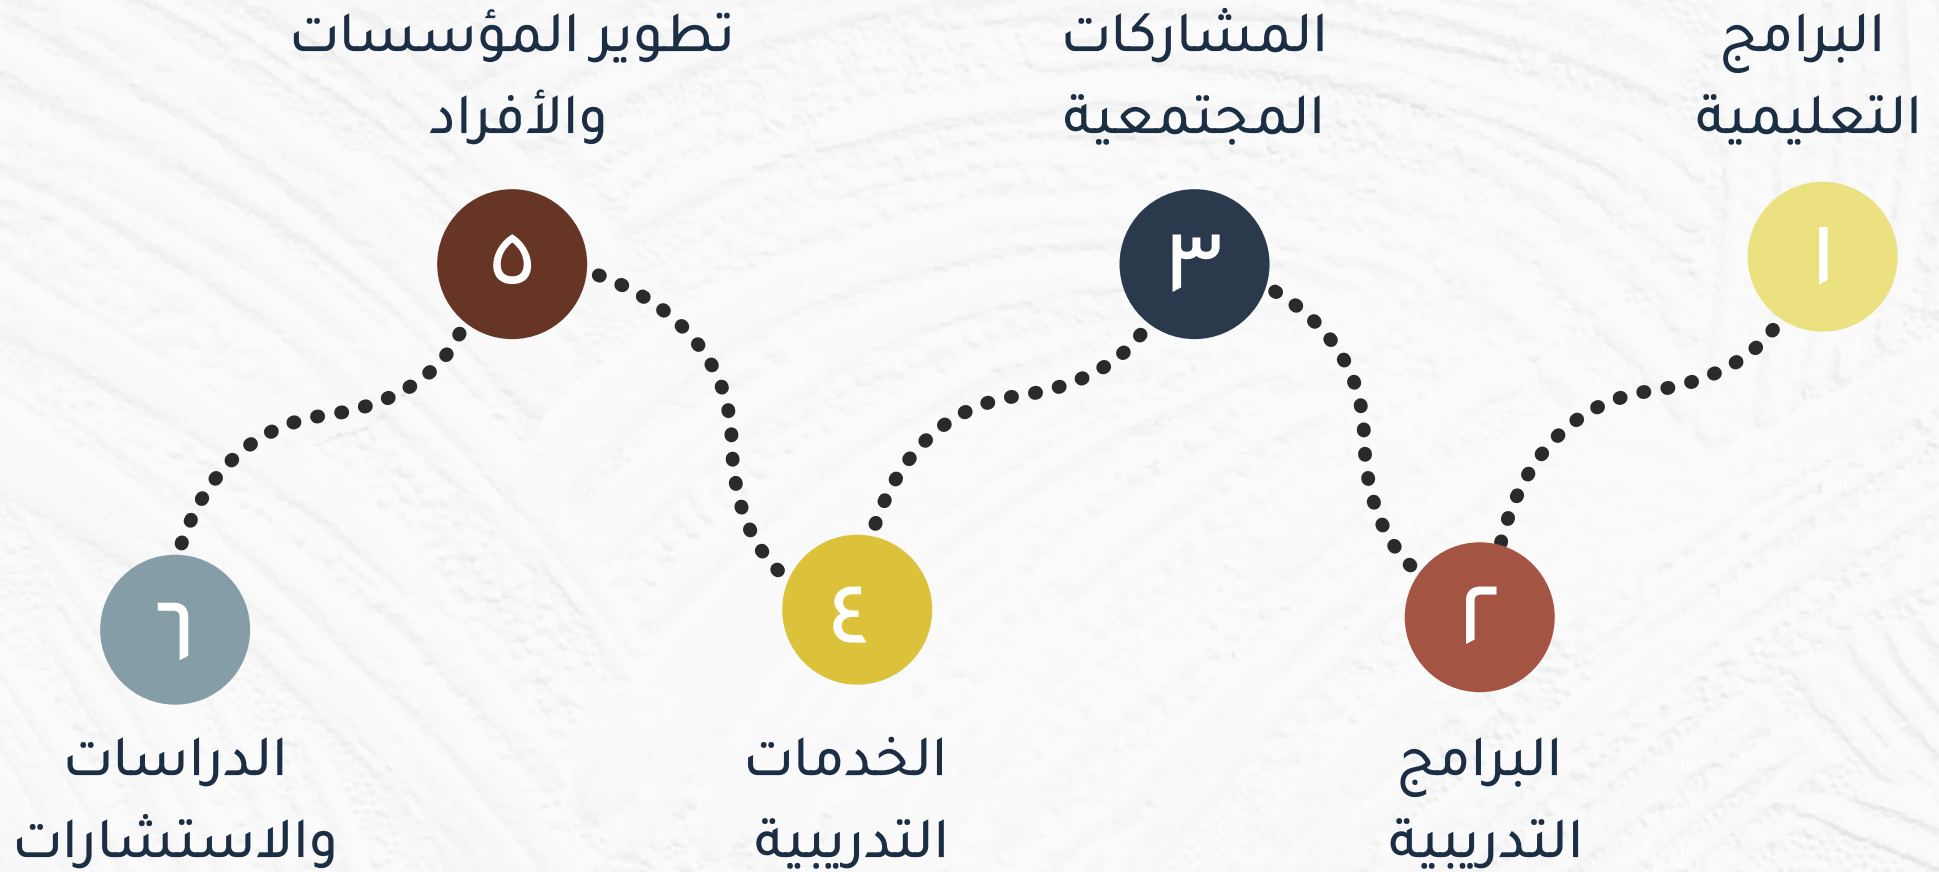 البرامج
التعليمية
١
٢
البرامج
التدريبية
المشاركات
المجتمعية
٣
٤
الخدمات
التدريبية
تطوير المؤسسات
والأفراد
٥
٦
الدراسات
والاستشارات